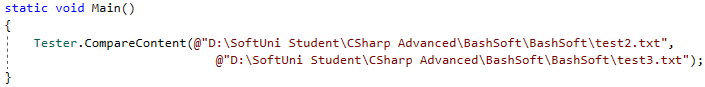 static void Main()
{
    Tester.CompareContent(@"D:\SoftUni Student\CSharp Advanced\BashSoft\BashSoft\test2.txt",
                          @"D:\SoftUni Student\CSharp Advanced\BashSoft\BashSoft\test3.txt");
}